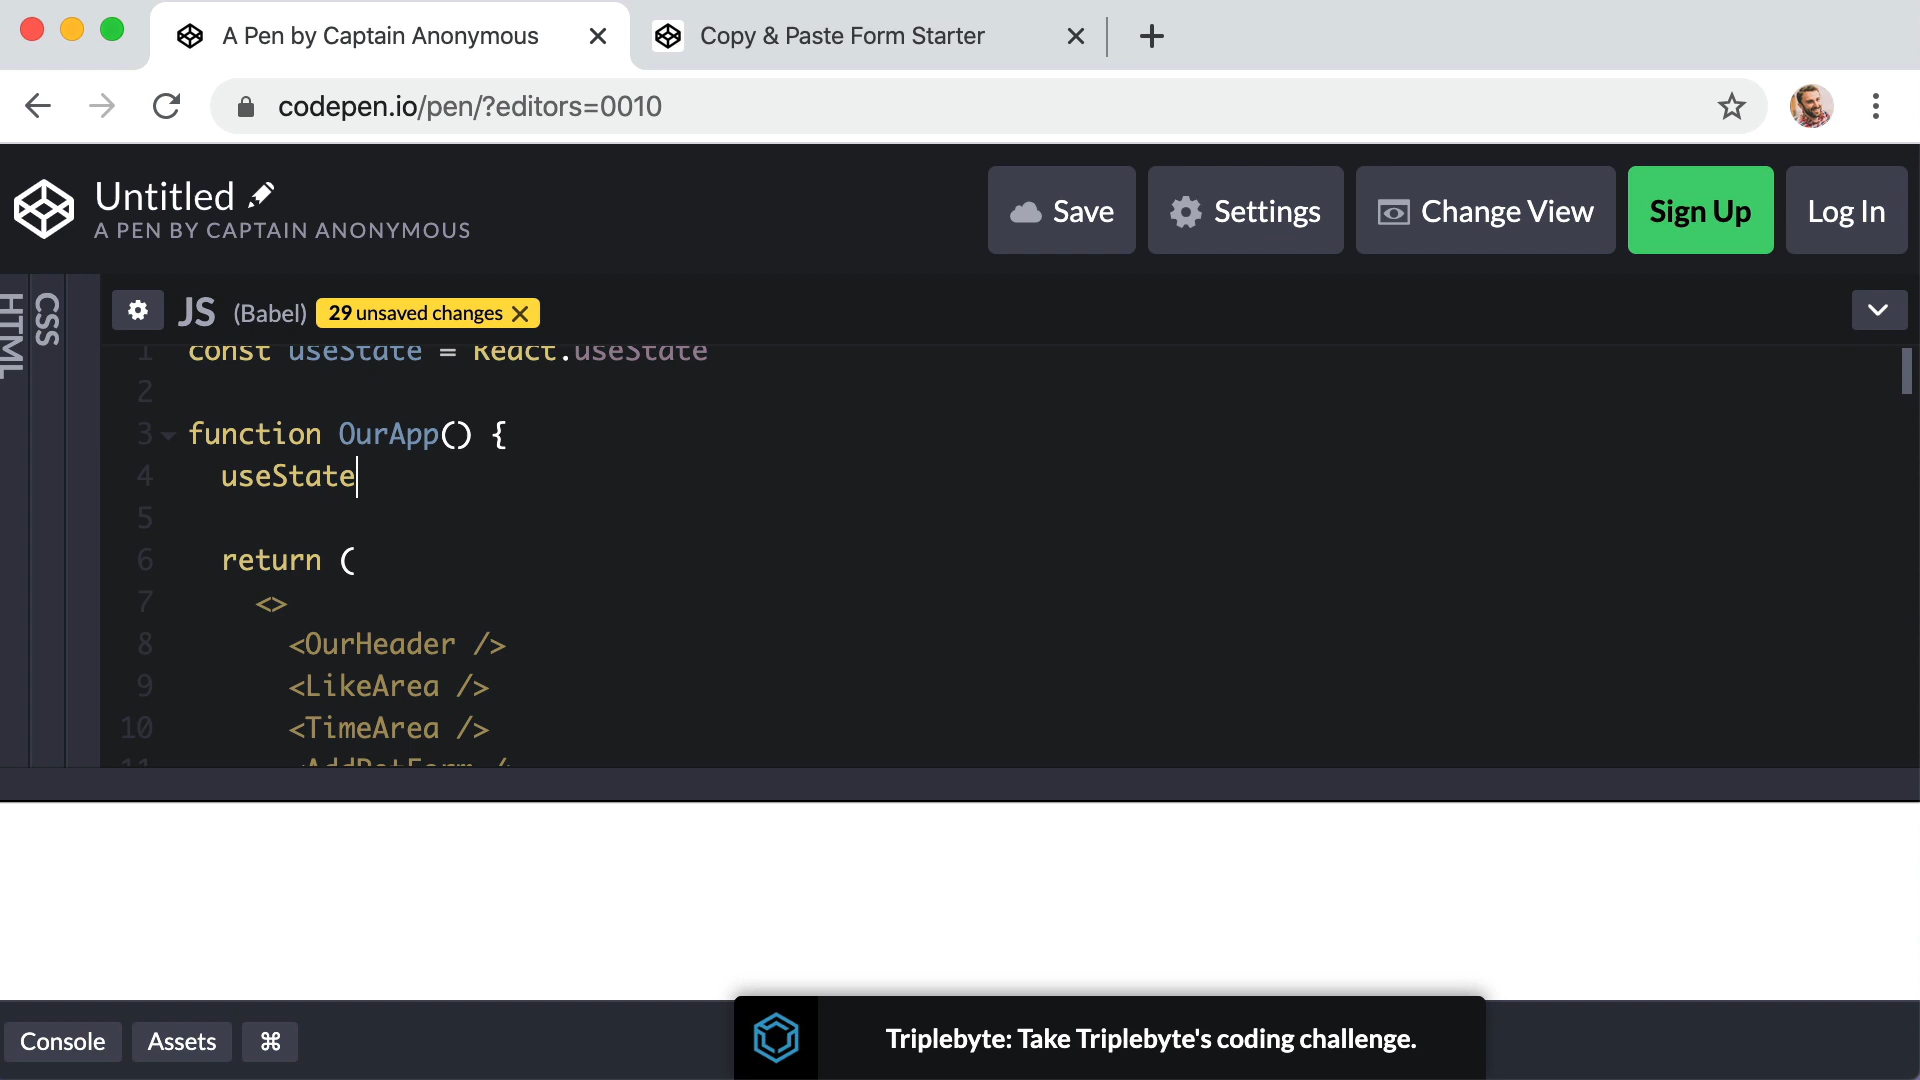 A Pen by Captain Anonymous
Copy & Paste Form Starter
codepen.io/pen/?editors=0010
Untitled
A PEN BY CAPTAIN ANONYMOUS
Save
Settings
Change View
Sign Up
Log In
HTML
CSS
JS (Babel) 29 unsaved changes
1 const useState = React.useState
2
3 function OurApp() {
4 useState
5
6 return (
7 <>
8 <OurHeader />
9 <LikeArea />
10 <TimeArea />
11 <AddPetForm /
Console
Assets
⌘
Triplebyte: Take Triplebyte's coding challenge.